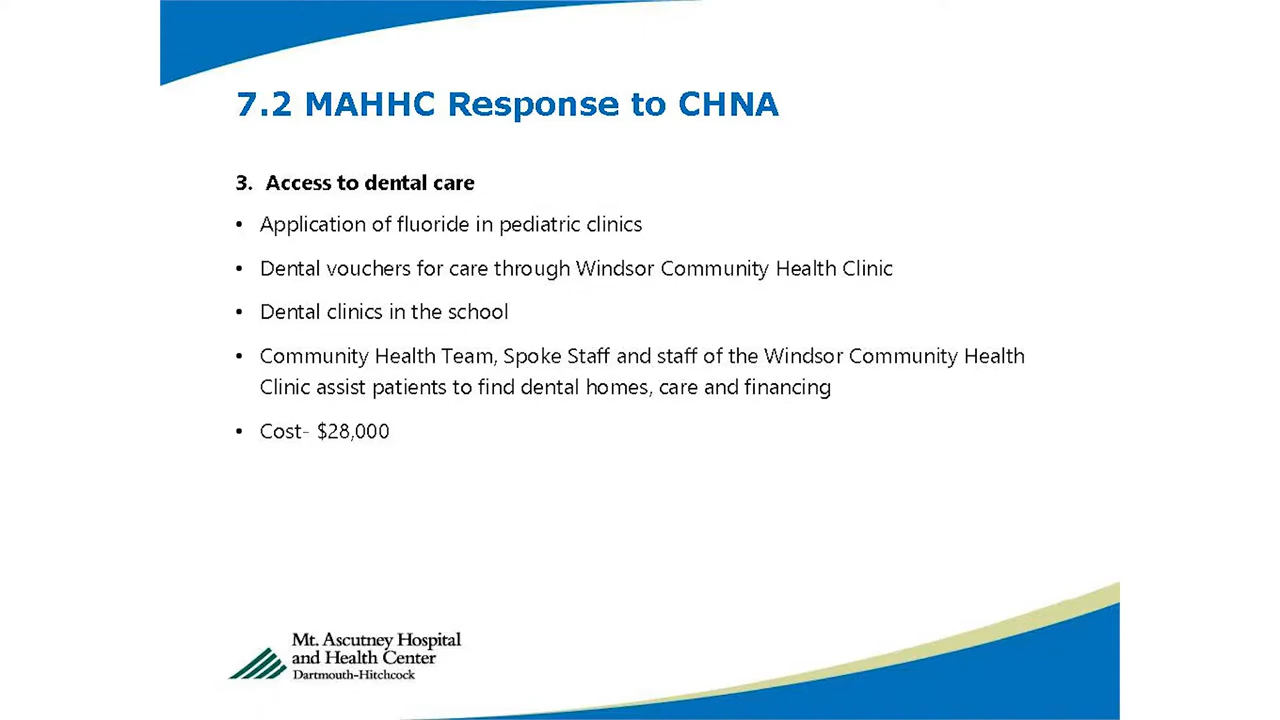 7.2 MAHHC Response to CHNA
3. Access to dental care
• Application of fluoride in pediatric clinics
• Dental vouchers for care through Windsor Community Health Clinic
• Dental clinics in the school
• Community Health Team, Spoke Staff and staff of the Windsor Community Health
Clinic assist patients to find dental homes, care and financing
• Cost- $28,000
Mt. Ascutney Hospital
and Health Center
Dartmouth-Hitchcock